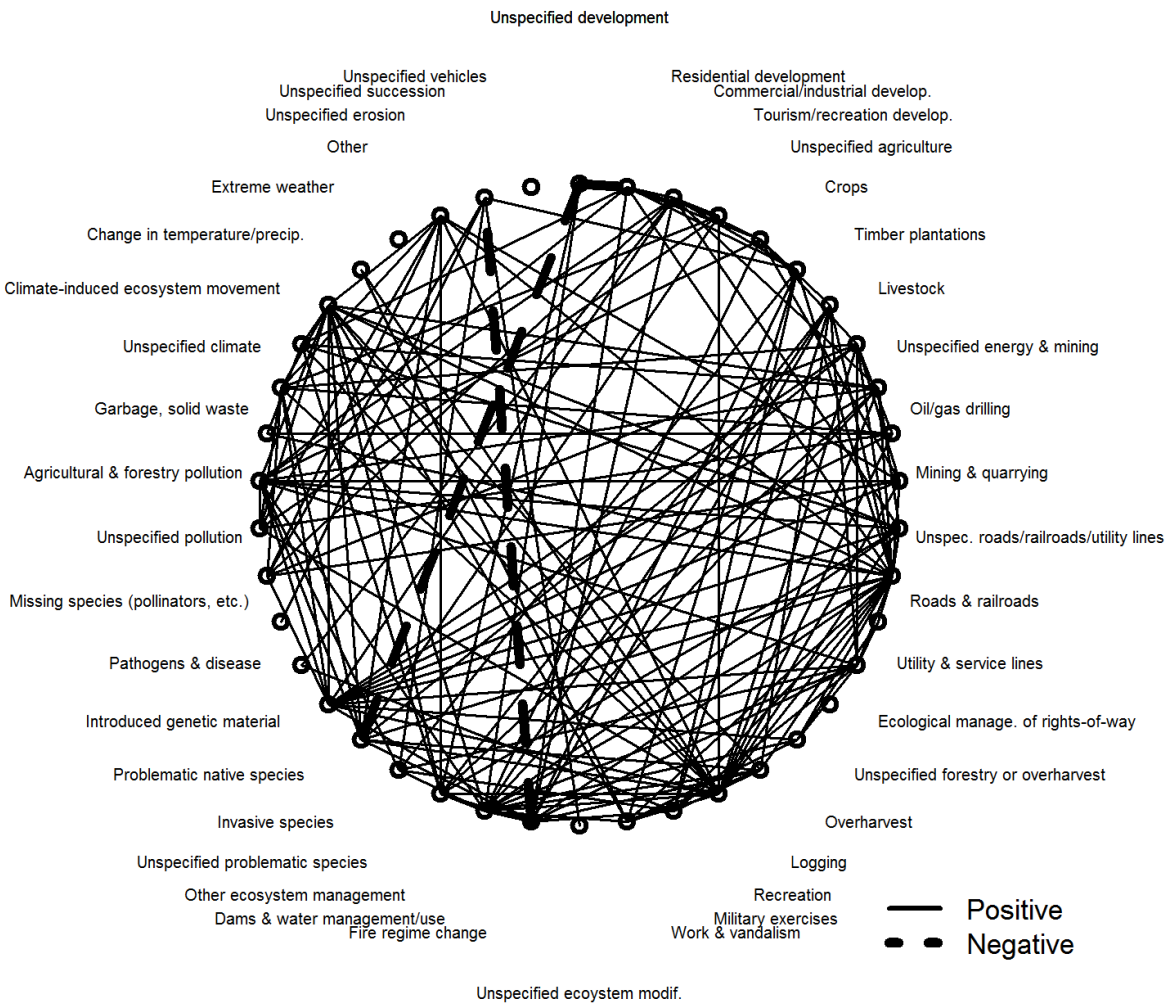 Unspecified development
Unspecified vehicles
Residential development
Unspecified succession
Commercial/industrial develop.
Unspecified erosion
Tourism/recreation develop.
Other
Unspecified agriculture
Extreme weather
Crops
Change in temperature/precip.
Timber plantations
Climate-induced ecosystem movement
Livestock
Unspecified climate
Unspecified energy & mining
Garbage, solid waste
Oil/gas drilling
Agricultural & forestry pollution
Mining & quarrying
Unspecified pollution
Unspec. roads/railroads/utility lines
Missing species (pollinators, etc.)
Roads & railroads
Pathogens & disease
Utility & service lines
Introduced genetic material
Ecological manage. of rights-of-way
Problematic native species
Unspecified forestry or overharvest
Invasive species
Overharvest
Unspecified problematic species
Logging
Other ecosystem management
Recreation
Dams & water management/use
Military exercises
Fire regime change
Work & vandalism
Positive
Negative
Unspecified ecoystem modif.